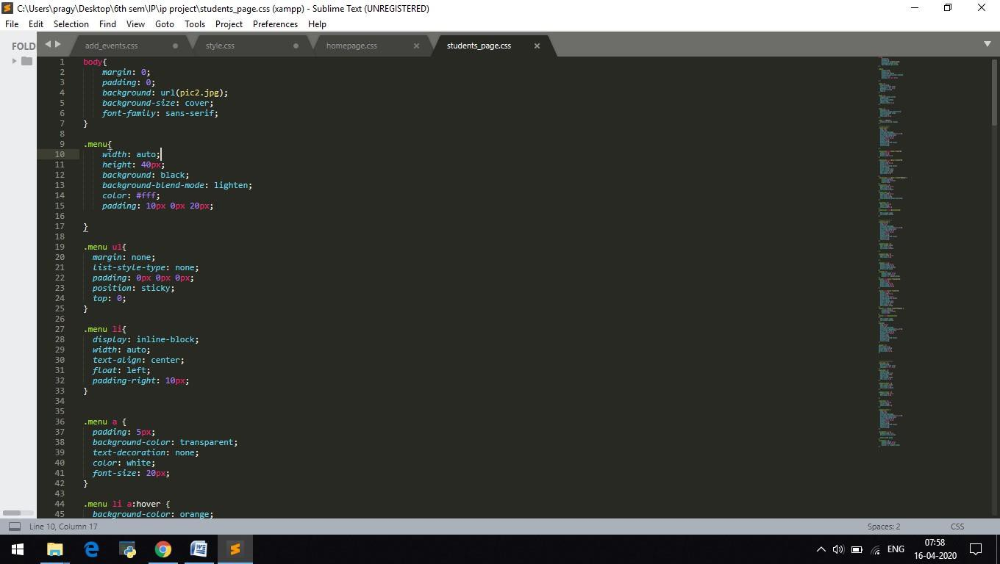 C:\Users\pragy\Desktop\6th sem\IP\ip project\students_page.css (xampp) - Sublime Text (UNREGISTERED)
File Edit Selection Find View Goto Tools Project Preferences Help
FOLD
add_events.css style.css homepage.css students_page.css
1 body{
2 margin: 0;
3 padding: 0;
4 background: url(pic2.jpg);
5 background-size: cover;
6 font-family: sans-serif;
7 }
8
9 .menu{
10 width: auto;
11 height: 40px;
12 background: black;
13 background-blend-mode: lighten;
14 color: #fff;
15 padding: 10px 0px 20px;
16
17 }
18
19 .menu ul{
20 margin: none;
21 list-style-type: none;
22 padding: 0px 0px 0px;
23 position: sticky;
24 top: 0;
25 }
26
27 .menu li{
28 display: inline-block;
29 width: auto;
30 text-align: center;
31 float: left;
32 padding-right: 10px;
33 }
34
35
36 .menu a {
37 padding: 5px;
38 background-color: transparent;
39 text-decoration: none;
40 color: white;
41 font-size: 20px;
42 }
43
44 .menu li a:hover {
45 background-color: orange;
Line 10, Column 17 Spaces: 2 CSS
ENG 07:58
16-04-2020